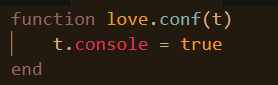 function love.conf(t)
    t.console = true
end